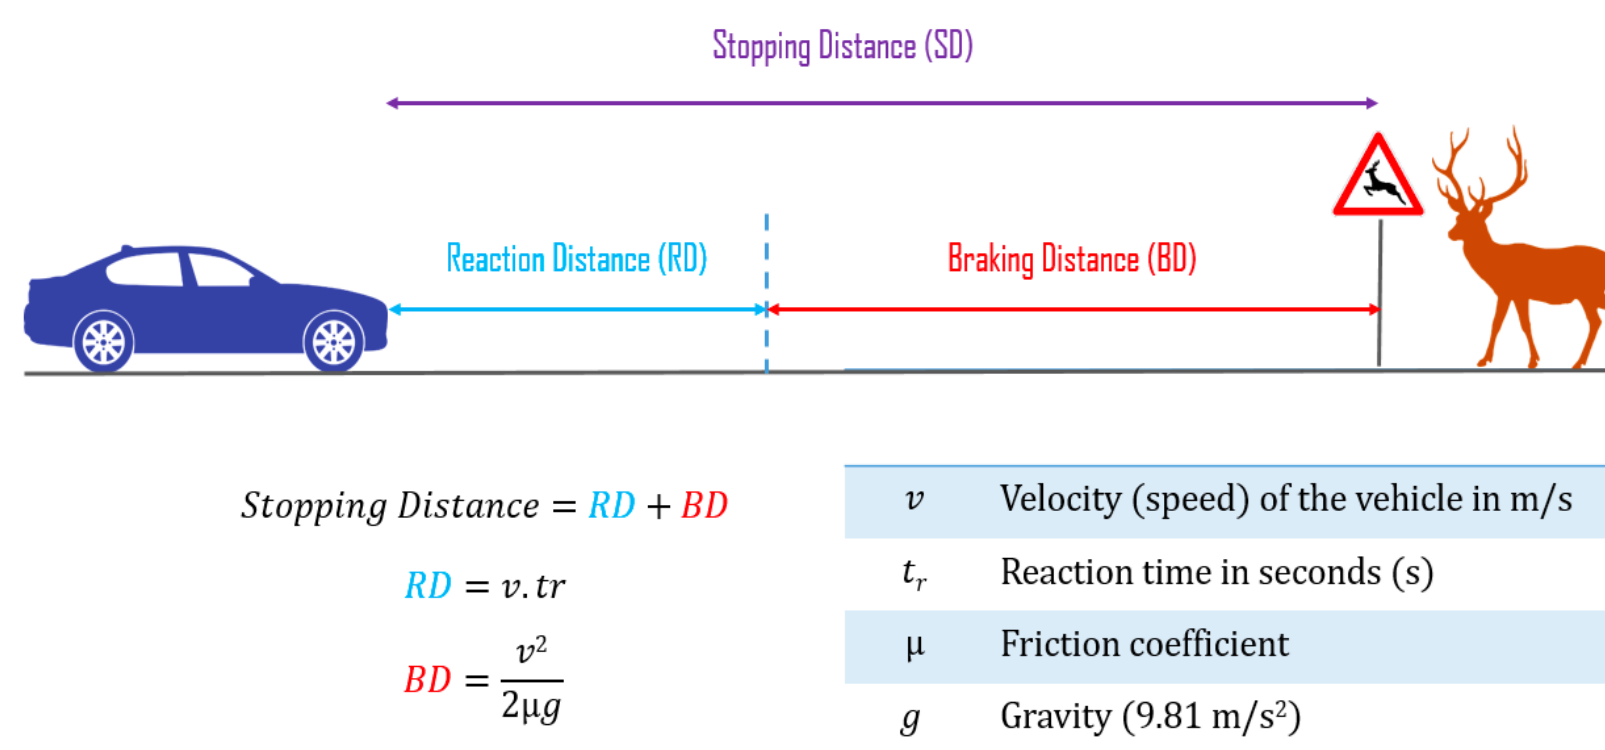 Stopping Distance (SD)
Reaction Distance (RD)
Braking Distance (BD)
Stopping Distance = RD + BD
RD = v.tr
BD = v² / 2μg
v Velocity (speed) of the vehicle in m/s
tᵣ Reaction time in seconds (s)
μ Friction coefficient
g Gravity (9.81 m/s²)